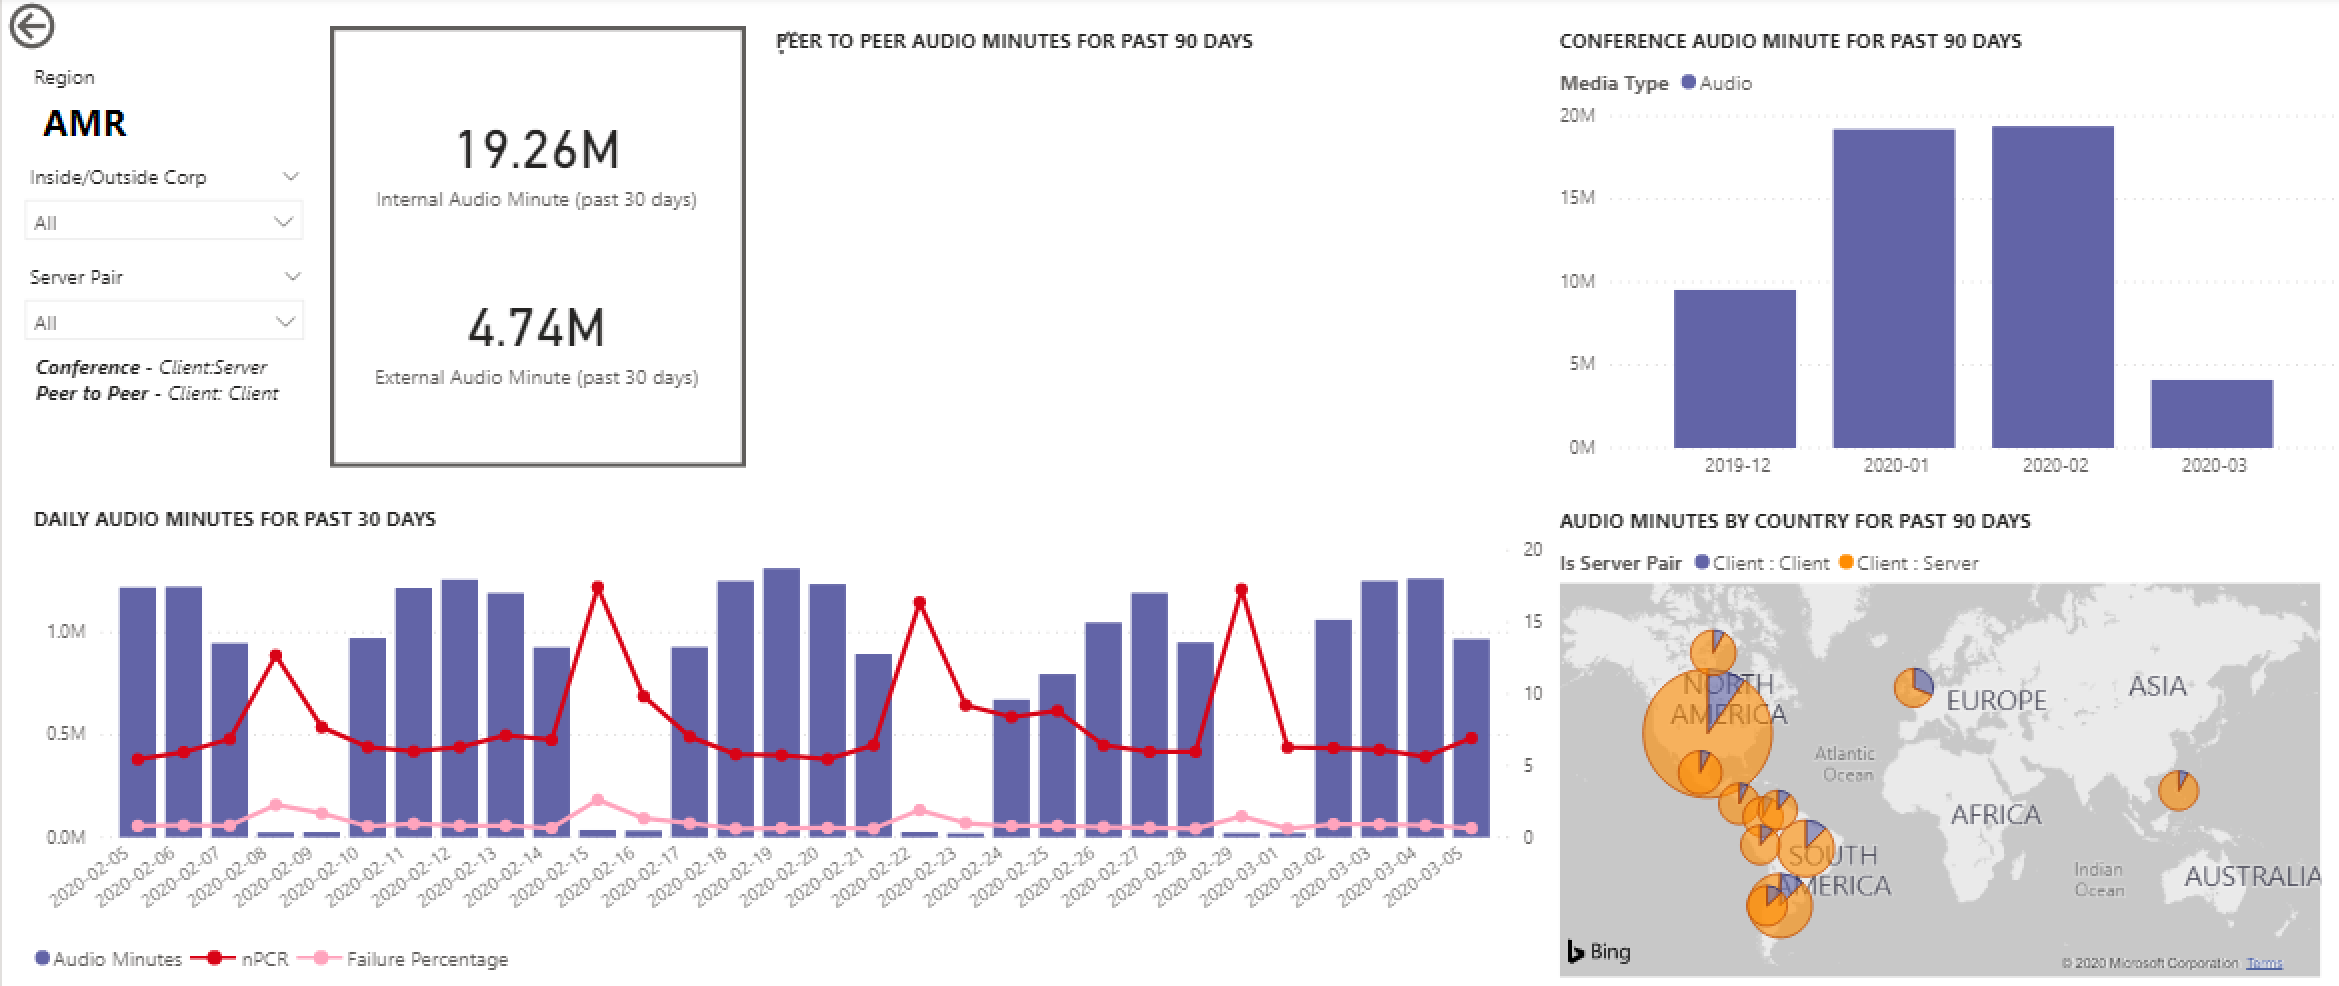 Region
AMR
Inside/Outside Corp
All
Server Pair
All
Conference - Client:Server
Peer to Peer - Client: Client
19.26M
Internal Audio Minute (past 30 days)
4.74M
External Audio Minute (past 30 days)
PEER TO PEER AUDIO MINUTES FOR PAST 90 DAYS
CONFERENCE AUDIO MINUTE FOR PAST 90 DAYS
Media Type Audio
20M
15M
10M
5M
0M
2019-12 2020-01 2020-02 2020-03
DAILY AUDIO MINUTES FOR PAST 30 DAYS
1.0M
0.5M
0.0M
20
15
10
5
0
2020-02-05 2020-02-06 2020-02-07 2020-02-08 2020-02-09 2020-02-10 2020-02-11 2020-02-12 2020-02-13 2020-02-14 2020-02-15 2020-02-16 2020-02-17 2020-02-18 2020-02-19 2020-02-20 2020-02-21 2020-02-22 2020-02-23 2020-02-24 2020-02-25 2020-02-26 2020-02-27 2020-02-28 2020-02-29 2020-03-01 2020-03-02 2020-03-03 2020-03-04 2020-03-05
Audio Minutes nPCR Failure Percentage
AUDIO MINUTES BY COUNTRY FOR PAST 90 DAYS
Is Server Pair Client : Client Client : Server
NORTH
AMERICA
EUROPE
ASIA
Atlantic
Ocean
AFRICA
SOUTH
AMERICA
Indian
Ocean
AUSTRALIA
Bing
© 2020 Microsoft Corporation Terms